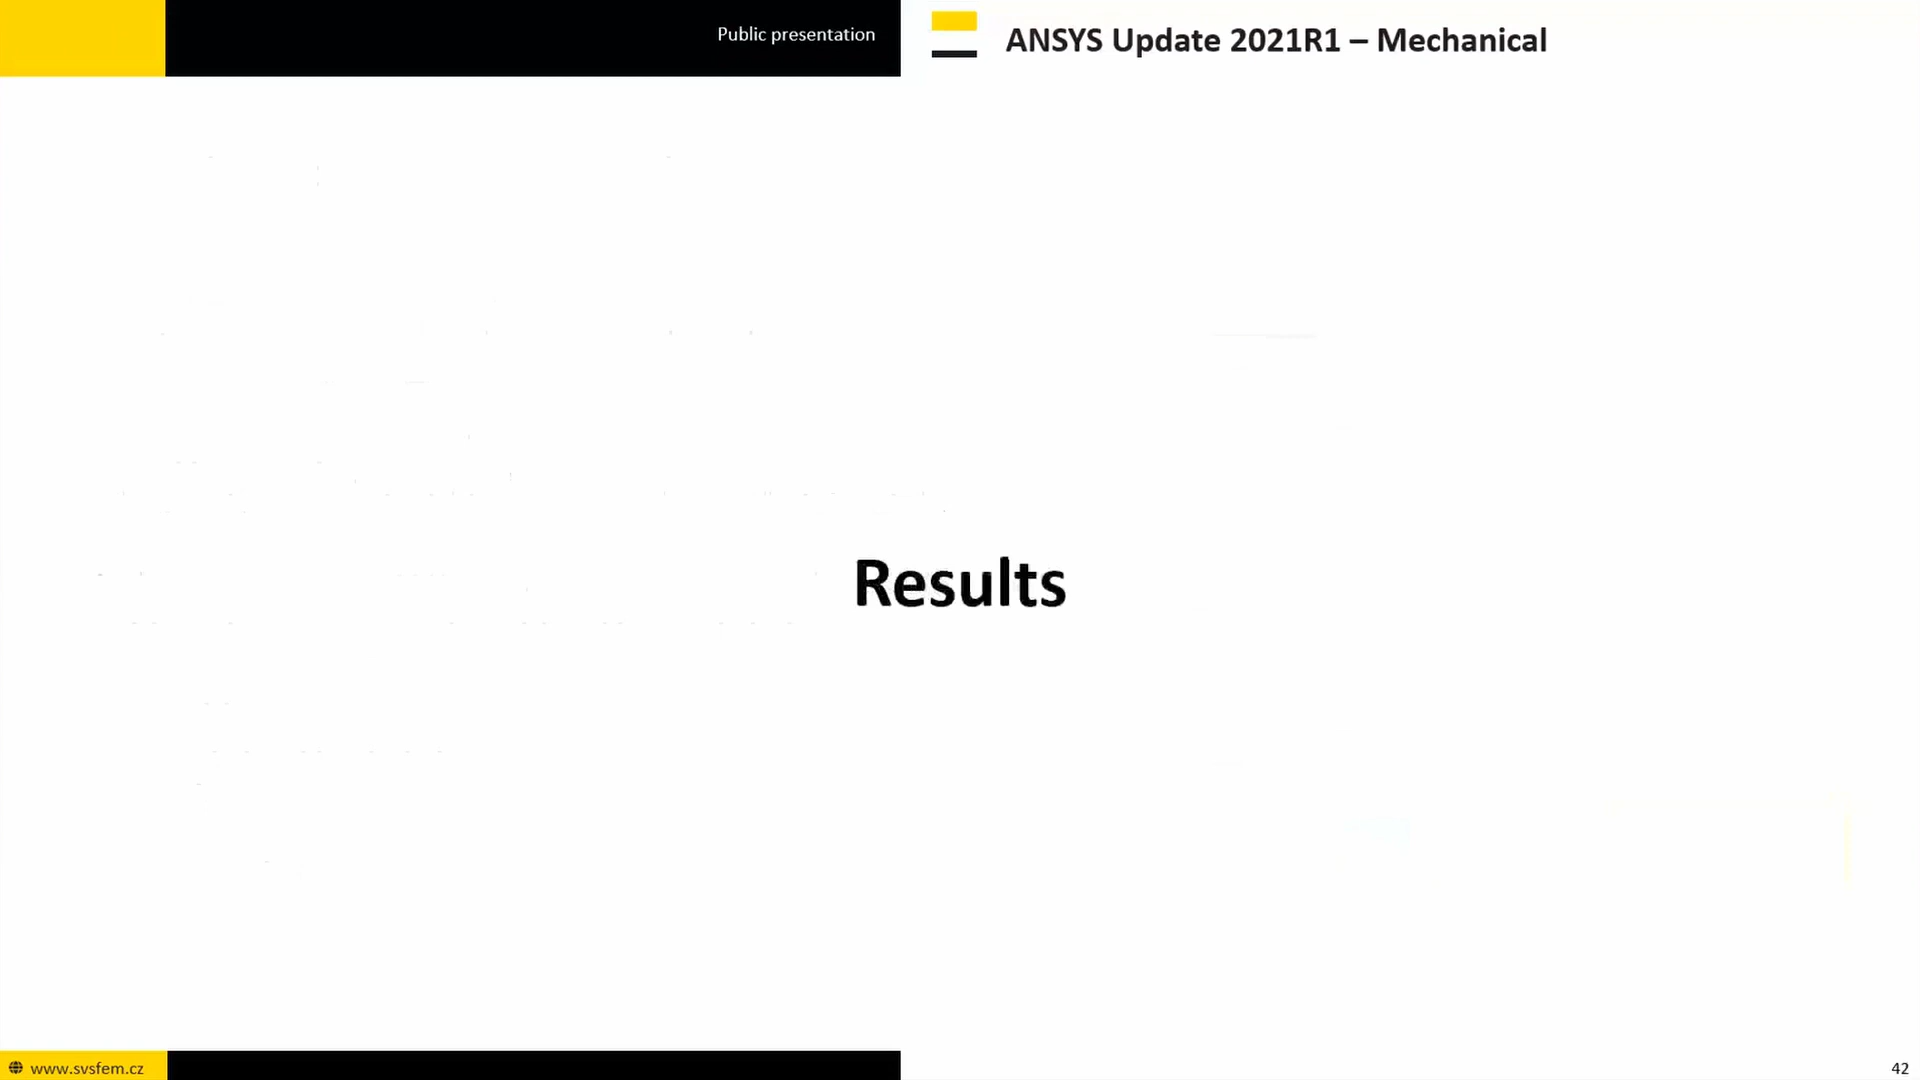 Public presentation
ANSYS Update 2021R1 – Mechanical
Results
www.svsfem.cz
42